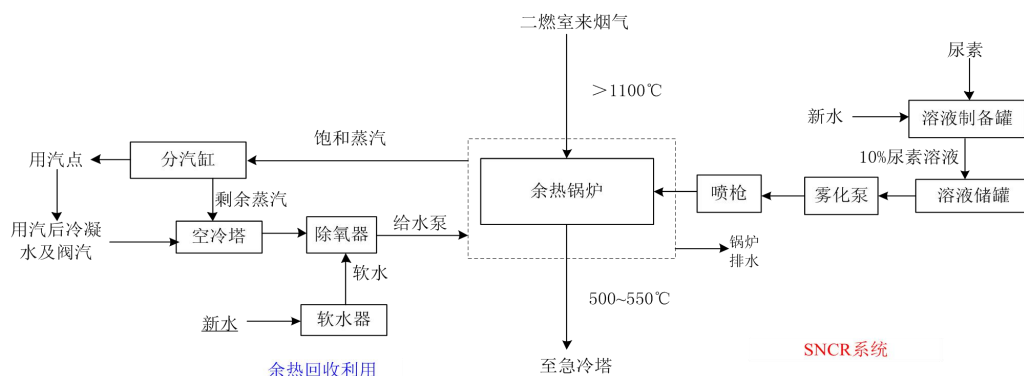 二燃室来烟气
尿素
>1100℃
新水
溶液制备罐
饱和蒸汽
10%尿素溶液
用汽点
分汽缸
余热锅炉
喷枪
雾化泵
溶液储罐
剩余蒸汽
用汽后冷凝
水及阀汽
空冷塔
除氧器
给水泵
锅炉
排水
软水
500~550℃
新水
软水器
SNCR系统
余热回收利用
至急冷塔